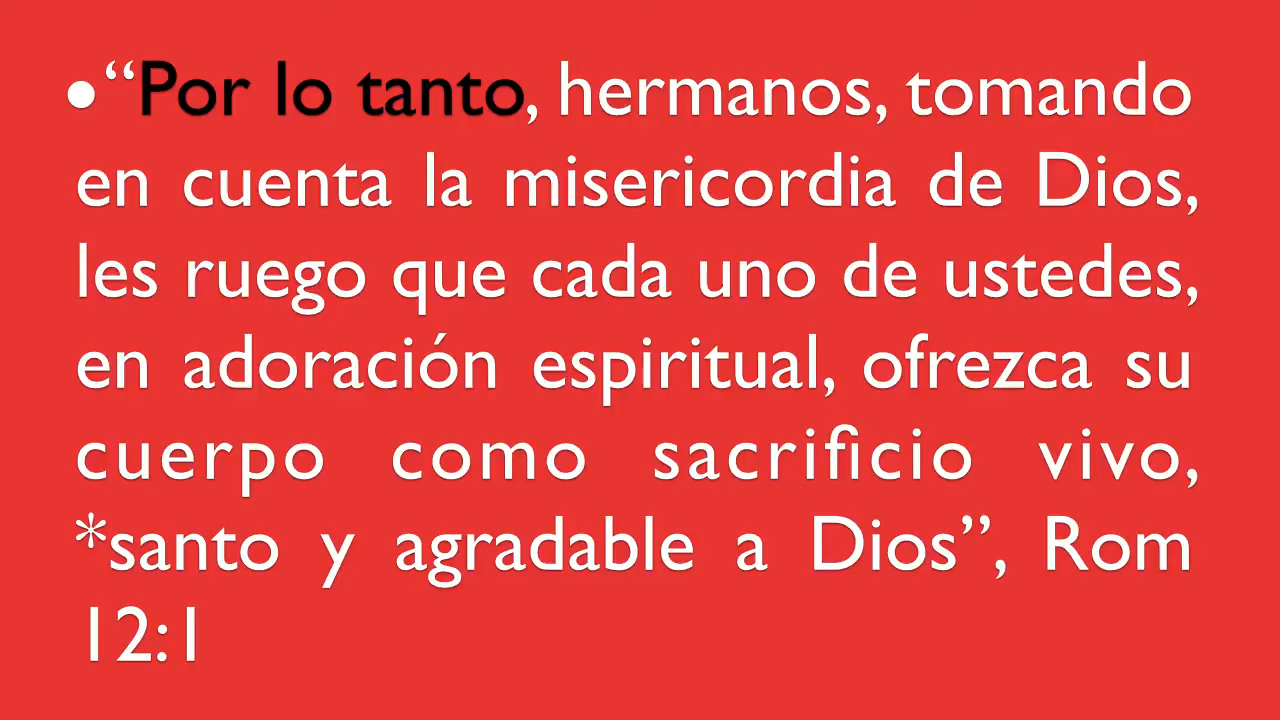 •“Por lo tanto, hermanos, tomando
en cuenta la misericordia de Dios,
les ruego que cada uno de ustedes,
en adoración espiritual, ofrezca su
cuerpo como sacrificio vivo,
*santo y agradable a Dios”, Rom
12:1